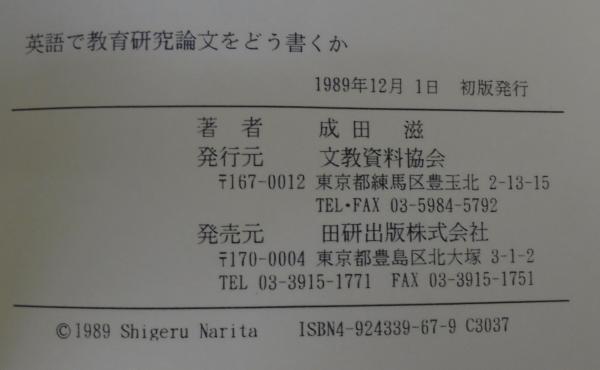 英語で教育研究論文をどう書くか
1989年12月 1日 初版発行
著 者 成 田 滋
発行元 文教資料協会
〒167-0012 東京都練馬区豊玉北 2-13-15
TEL・FAX 03-5984-5792
発売元 田研出版株式会社
〒170-0004 東京都豊島区北大塚 3-1-2
TEL 03-3915-1771 FAX 03-3915-1751
©1989 Shigeru Narita ISBN4-924339-67-9 C3037